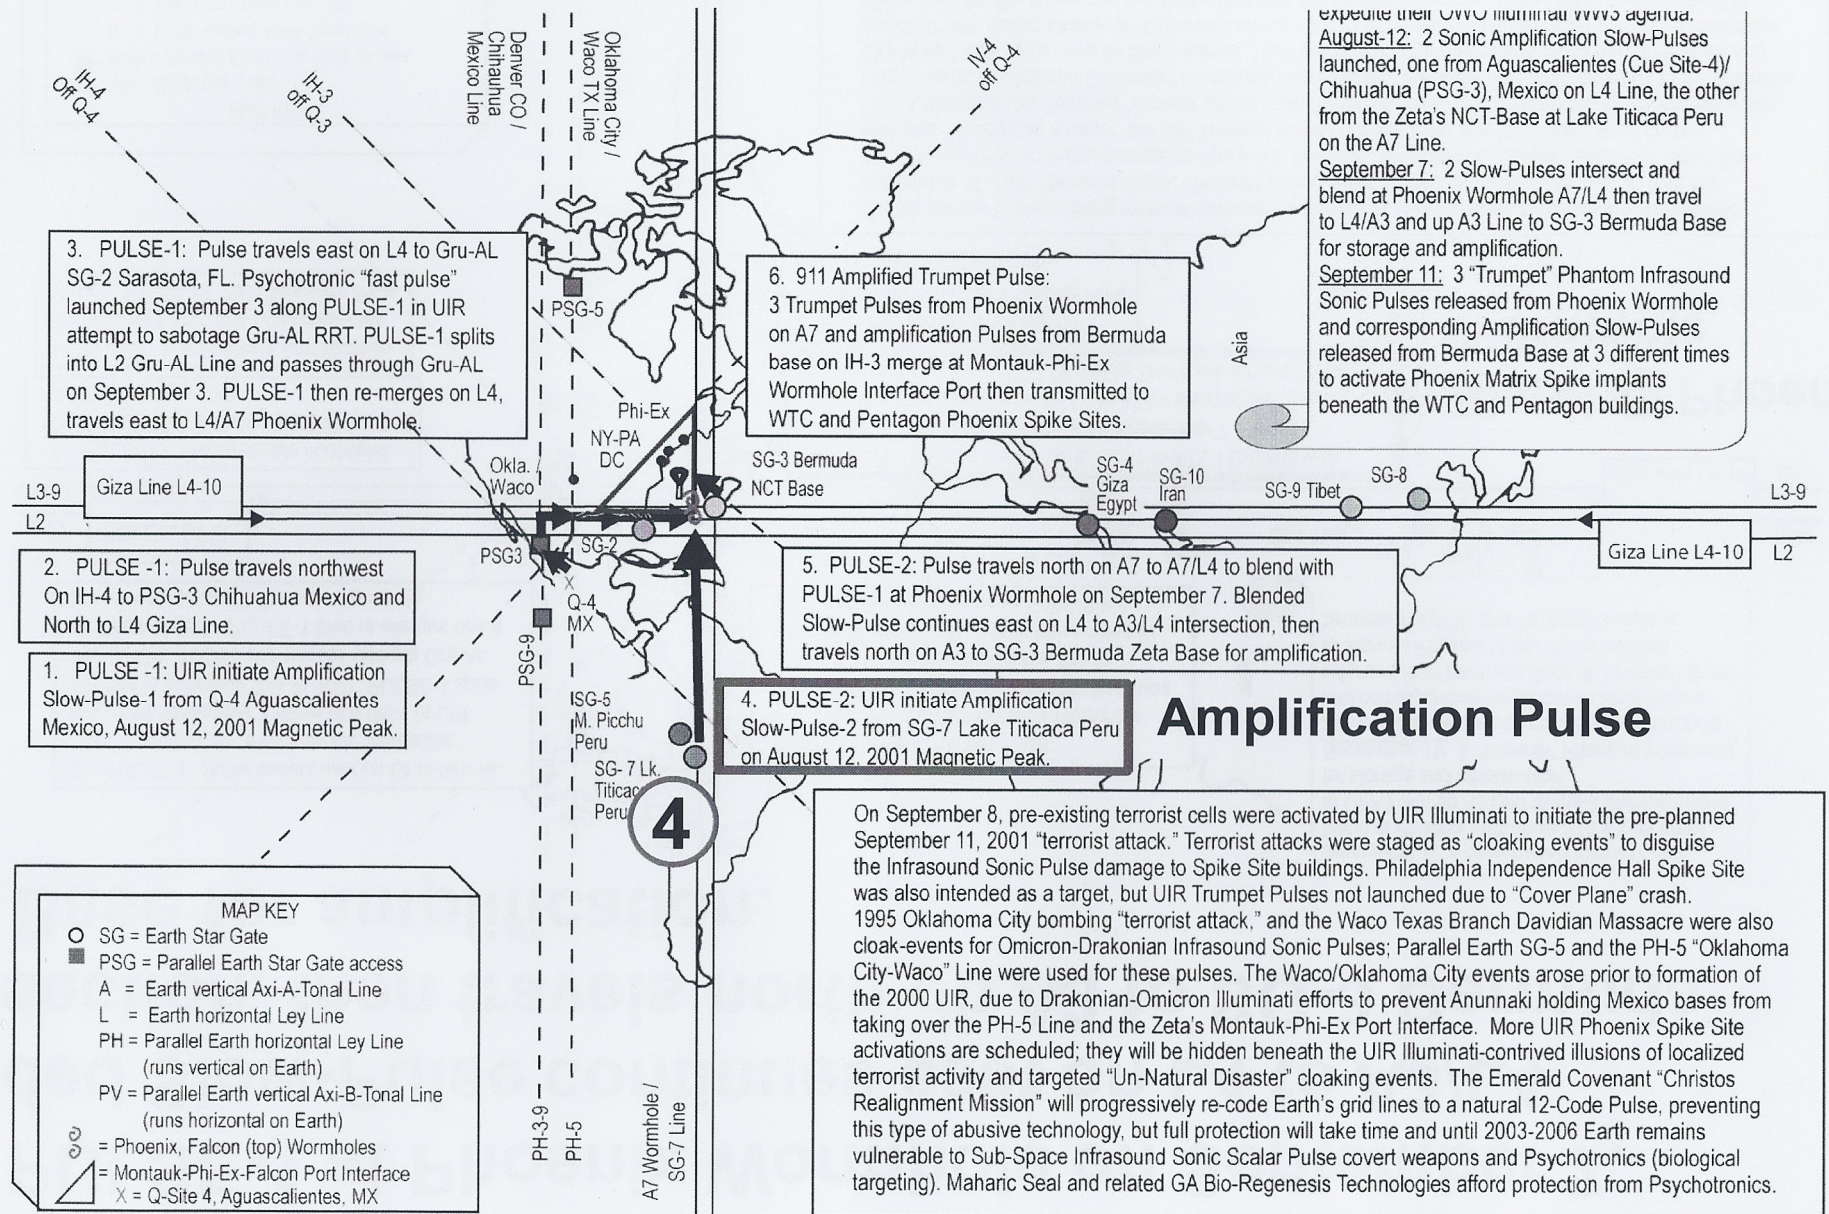 IH-4
Off Q-4
IH-3
off Q-3
Denver CO /
Chihauhua
Mexico Line
Oklahoma City /
Waco TX Line
IV-4
off Q-4
expedite their OWO Illuminati WW3 agenda.
August-12: 2 Sonic Amplification Slow-Pulses
launched, one from Aguascalientes (Cue Site-4)/
Chihuahua (PSG-3), Mexico on L4 Line, the other
from the Zeta's NCT-Base at Lake Titicaca Peru
on the A7 Line.
September 7: 2 Slow-Pulses intersect and
blend at Phoenix Wormhole A7/L4 then travel
to L4/A3 and up A3 Line to SG-3 Bermuda Base
for storage and amplification.
September 11: 3 "Trumpet" Phantom Infrasound
Sonic Pulses released from Phoenix Wormhole
and corresponding Amplification Slow-Pulses
released from Bermuda Base at 3 different times
to activate Phoenix Matrix Spike implants
beneath the WTC and Pentagon buildings.
3. PULSE-1: Pulse travels east on L4 to Gru-AL
SG-2 Sarasota, FL. Psychotronic "fast pulse"
launched September 3 along PULSE-1 in UIR
attempt to sabotage Gru-AL RRT. PULSE-1 splits
into L2 Gru-AL Line and passes through Gru-AL
on September 3. PULSE-1 then re-merges on L4,
travels east to L4/A7 Phoenix Wormhole.
PSG-5
6. 911 Amplified Trumpet Pulse:
3 Trumpet Pulses from Phoenix Wormhole
on A7 and amplification Pulses from Bermuda
base on IH-3 merge at Montauk-Phi-Ex
Wormhole Interface Port then transmitted to
WTC and Pentagon Phoenix Spike Sites.
Asia
Phi-Ex
NY-PA
DC
Okla. /
Waco
SG-3 Bermuda
NCT Base
SG-4
Giza
Egypt
SG-10
Iran
SG-9 Tibet
SG-8
L3-9
Giza Line L4-10
L2
L3-9
Giza Line L4-10
L2
PSG3
SG-2
X
Q-4
MX
PSG-9
2. PULSE -1: Pulse travels northwest
On IH-4 to PSG-3 Chihuahua Mexico and
North to L4 Giza Line.
5. PULSE-2: Pulse travels north on A7 to A7/L4 to blend with
PULSE-1 at Phoenix Wormhole on September 7. Blended
Slow-Pulse continues east on L4 to A3/L4 intersection, then
travels north on A3 to SG-3 Bermuda Zeta Base for amplification.
1. PULSE -1: UIR initiate Amplification
Slow-Pulse-1 from Q-4 Aguascalientes
Mexico, August 12, 2001 Magnetic Peak.
ISG-5
M. Picchu
Peru
SG- 7 Lk.
Titicaca
Peru
4
4. PULSE-2: UIR initiate Amplification
Slow-Pulse-2 from SG-7 Lake Titicaca Peru
on August 12, 2001 Magnetic Peak.
Amplification Pulse
On September 8, pre-existing terrorist cells were activated by UIR Illuminati to initiate the pre-planned
September 11, 2001 "terrorist attack." Terrorist attacks were staged as "cloaking events" to disguise
the Infrasound Sonic Pulse damage to Spike Site buildings. Philadelphia Independence Hall Spike Site
was also intended as a target, but UIR Trumpet Pulses not launched due to "Cover Plane" crash.
1995 Oklahoma City bombing "terrorist attack," and the Waco Texas Branch Davidian Massacre were also
cloak-events for Omicron-Drakonian Infrasound Sonic Pulses; Parallel Earth SG-5 and the PH-5 "Oklahoma
City-Waco" Line were used for these pulses. The Waco/Oklahoma City events arose prior to formation of
the 2000 UIR, due to Drakonian-Omicron Illuminati efforts to prevent Anunnaki holding Mexico bases from
taking over the PH-5 Line and the Zeta's Montauk-Phi-Ex Port Interface. More UIR Phoenix Spike Site
activations are scheduled; they will be hidden beneath the UIR Illuminati-contrived illusions of localized
terrorist activity and targeted "Un-Natural Disaster" cloaking events. The Emerald Covenant "Christos
Realignment Mission" will progressively re-code Earth's grid lines to a natural 12-Code Pulse, preventing
this type of abusive technology, but full protection will take time and until 2003-2006 Earth remains
vulnerable to Sub-Space Infrasound Sonic Scalar Pulse covert weapons and Psychotronics (biological
targeting). Maharic Seal and related GA Bio-Regenesis Technologies afford protection from Psychotronics.
MAP KEY
SG = Earth Star Gate
PSG = Parallel Earth Star Gate access
A = Earth vertical Axi-A-Tonal Line
L = Earth horizontal Ley Line
PH = Parallel Earth horizontal Ley Line
(runs vertical on Earth)
PV = Parallel Earth vertical Axi-B-Tonal Line
(runs horizontal on Earth)
= Phoenix, Falcon (top) Wormholes
= Montauk-Phi-Ex-Falcon Port Interface
X = Q-Site 4, Aguascalientes, MX
PH-3-9
PH-5
A7 Wormhole /
SG-7 Line